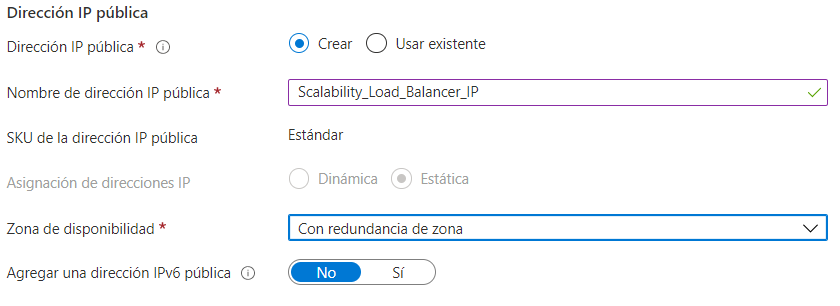 Dirección IP pública
Dirección IP pública * Crear Usar existente
Nombre de dirección IP pública * Scalability_Load_Balancer_IP
SKU de la dirección IP pública Estándar
Asignación de direcciones IP Dinámica Estática
Zona de disponibilidad * Con redundancia de zona
Agregar una dirección IPv6 pública No Sí